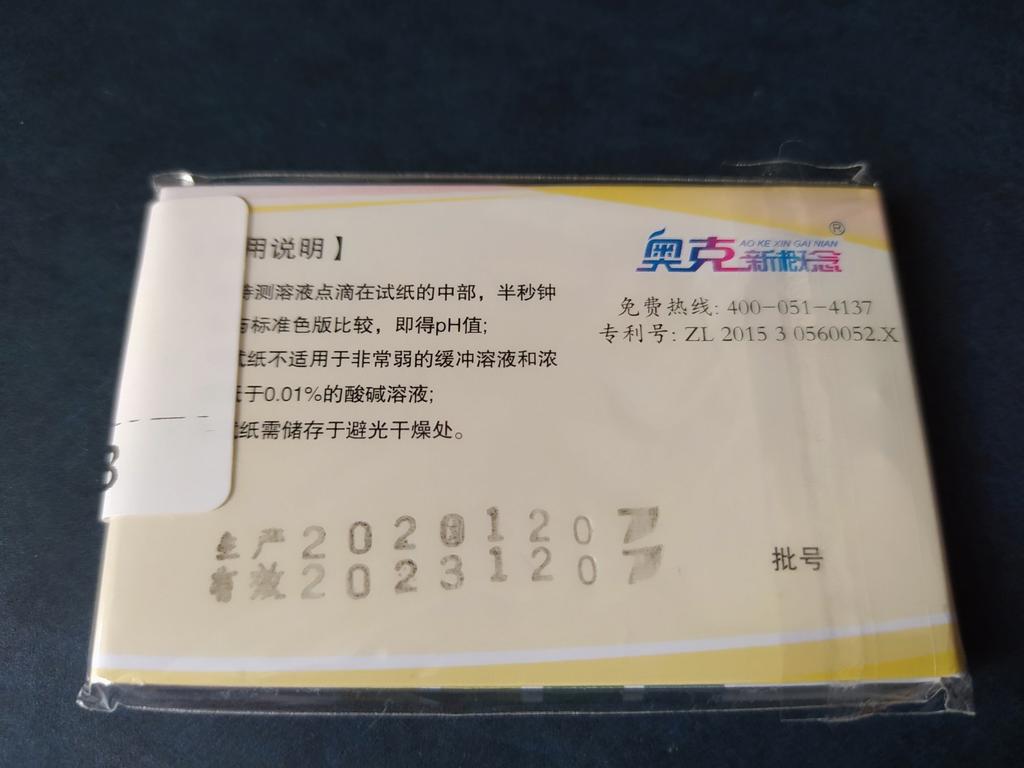 用说明】
待测溶液点滴在试纸的中部，半秒钟
与标准色版比较，即得pH值;
试纸不适用于非常弱的缓冲溶液和浓
于0.01%的酸碱溶液;
试纸需储存于避光干燥处。
奥克新概念®
AO KE XIN GAI NIAN
免费热线: 400-051-4137
专利号: ZL 2015 3 0560052.X
生产20201207
有效20231207
批号